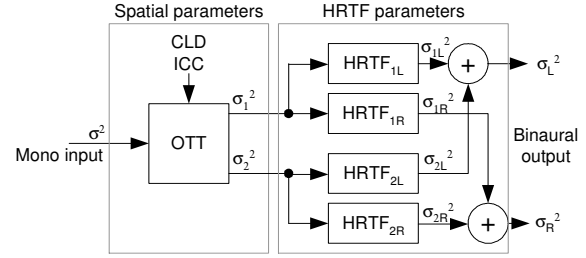 Spatial parameters
HRTF parameters
CLD
ICC
σ²
Mono input
OTT
σ₁²
σ₂²
HRTF₁L
HRTF₁R
HRTF₂L
HRTF₂R
σ₁L²
σ₁R²
σ₂L²
σ₂R²
+
+
σL²
Binaural
output
σR²